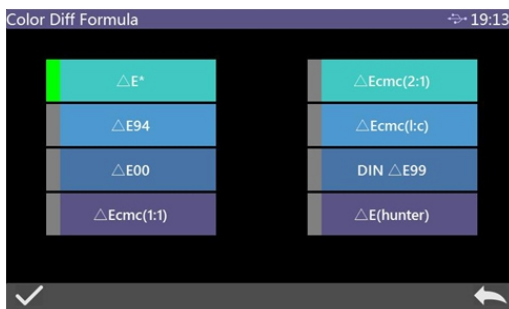 Color Diff Formula 19:13
△E* △Ecmc(2:1)
△E94 △Ecmc(l:c)
△E00 DIN △E99
△Ecmc(1:1) △E(hunter)